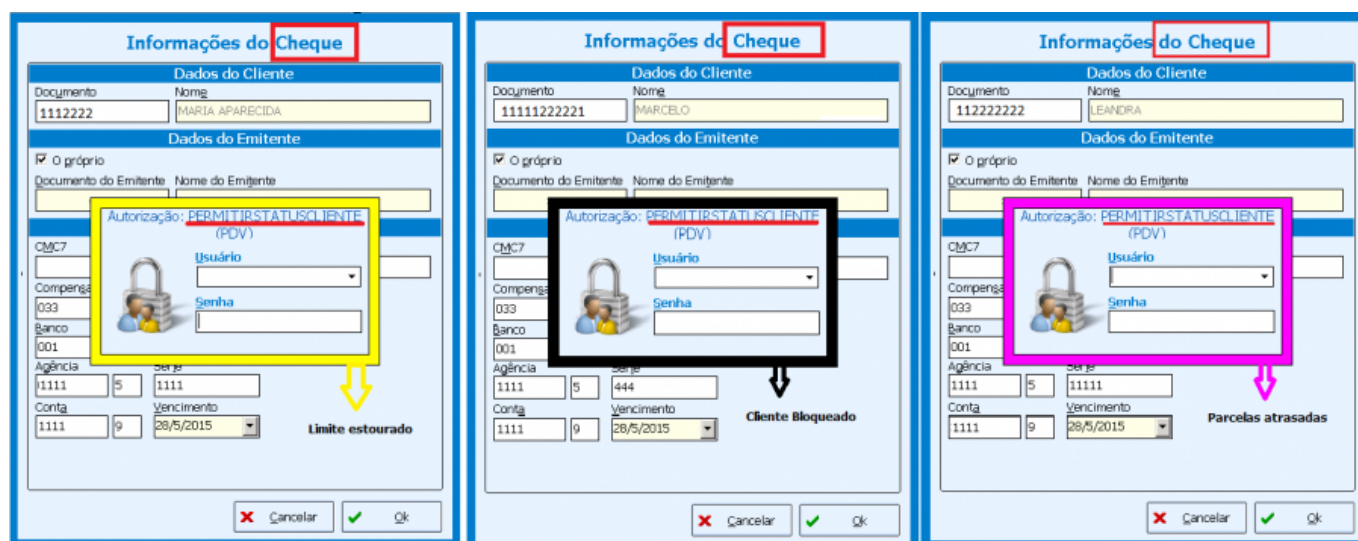 Informações do Cheque
Dados do Cliente
Documento Nome
1112222 MARIA APARECIDA
Dados do Emitente
O próprio
Documento do Emitente Nome do Emitente
Autorização: PERMITIRSTATUSCLIENTE
(PDV)
CMC7
Usuário
Compensa
Senha
033
Banco
001
Agência Série
1111 5 1111
Conta Vencimento
1111 9 28/5/2015
Limite estourado
Cancelar Ok
Informações do Cheque
Dados do Cliente
Documento Nome
11111222221 MARCELO
Dados do Emitente
O próprio
Documento do Emitente Nome do Emitente
Autorização: PERMITIRSTATUSCLIENTE
(PDV)
CMC7
Usuário
Compensa
Senha
033
Banco
001
Agência Série
1111 5 444
Conta Vencimento
1111 9 28/5/2015
Cliente Bloqueado
Cancelar Ok
Informações do Cheque
Dados do Cliente
Documento Nome
112222222 LEANDRA
Dados do Emitente
O próprio
Documento do Emitente Nome do Emitente
Autorização: PERMITIRSTATUSCLIENTE
(PDV)
CMC7
Usuário
Compensa
Senha
033
Banco
001
Agência Série
1111 5 11111
Conta Vencimento
1111 9 28/5/2015
Parcelas atrasadas
Cancelar Ok